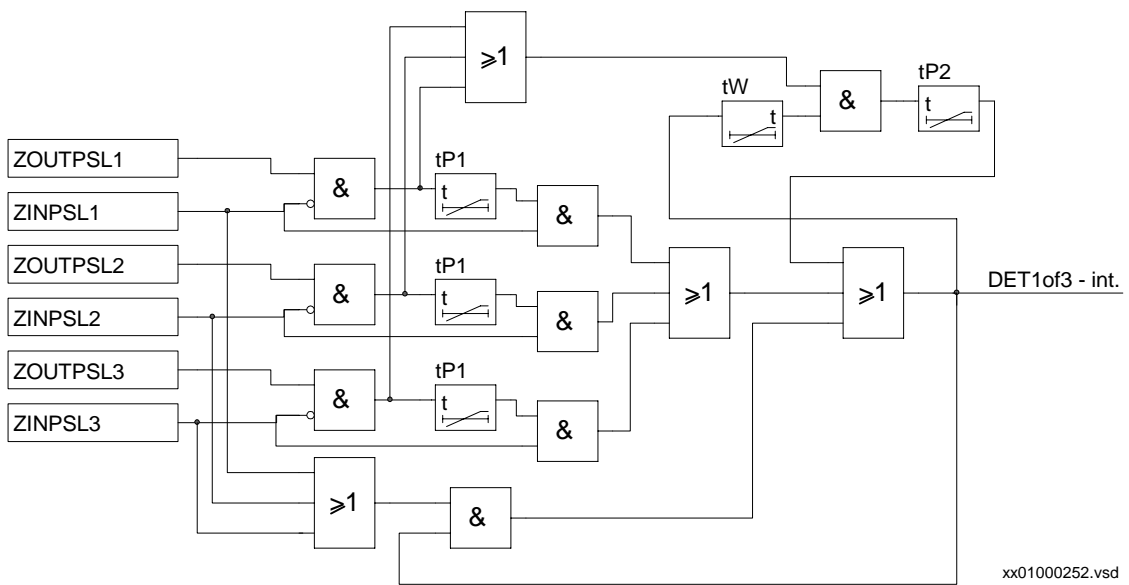 ≥1
tW
tP2
t
t
&
ZOUTPSL1
&
tP1
t
&
ZINPSL1
ZOUTPSL2
&
tP1
t
&
≥1
≥1
DET1of3 - int.
ZINPSL2
ZOUTPSL3
&
tP1
t
&
ZINPSL3
≥1
&
xx01000252.vsd